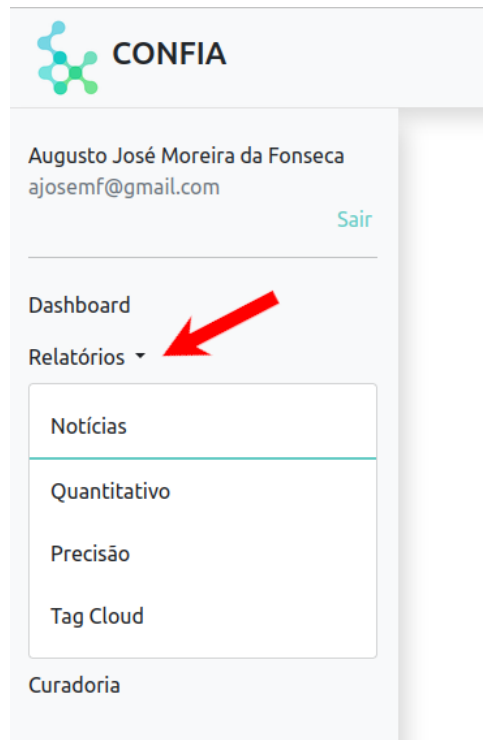 CONFIA
Augusto José Moreira da Fonseca
ajosemf@gmail.com
Sair
Dashboard
Relatórios
Notícias
Quantitativo
Precisão
Tag Cloud
Curadoria